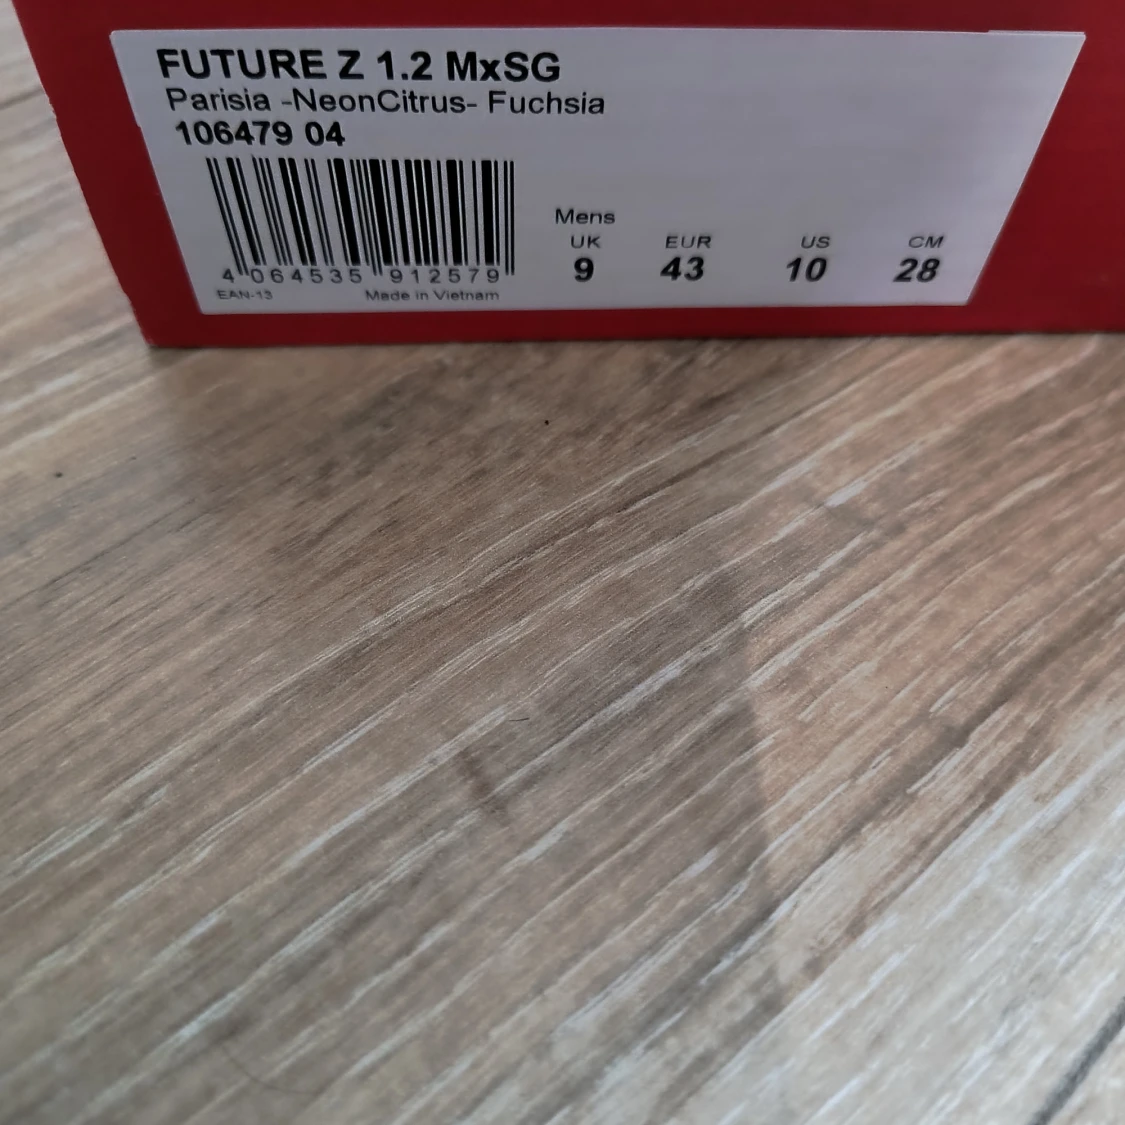 FUTURE Z 1.2 MxSG
Parisia -NeonCitrus- Fuchsia
106479 04
4 064535 912579
EAN-13 Made in Vietnam
Mens
UK EUR US CM
9 43 10 28